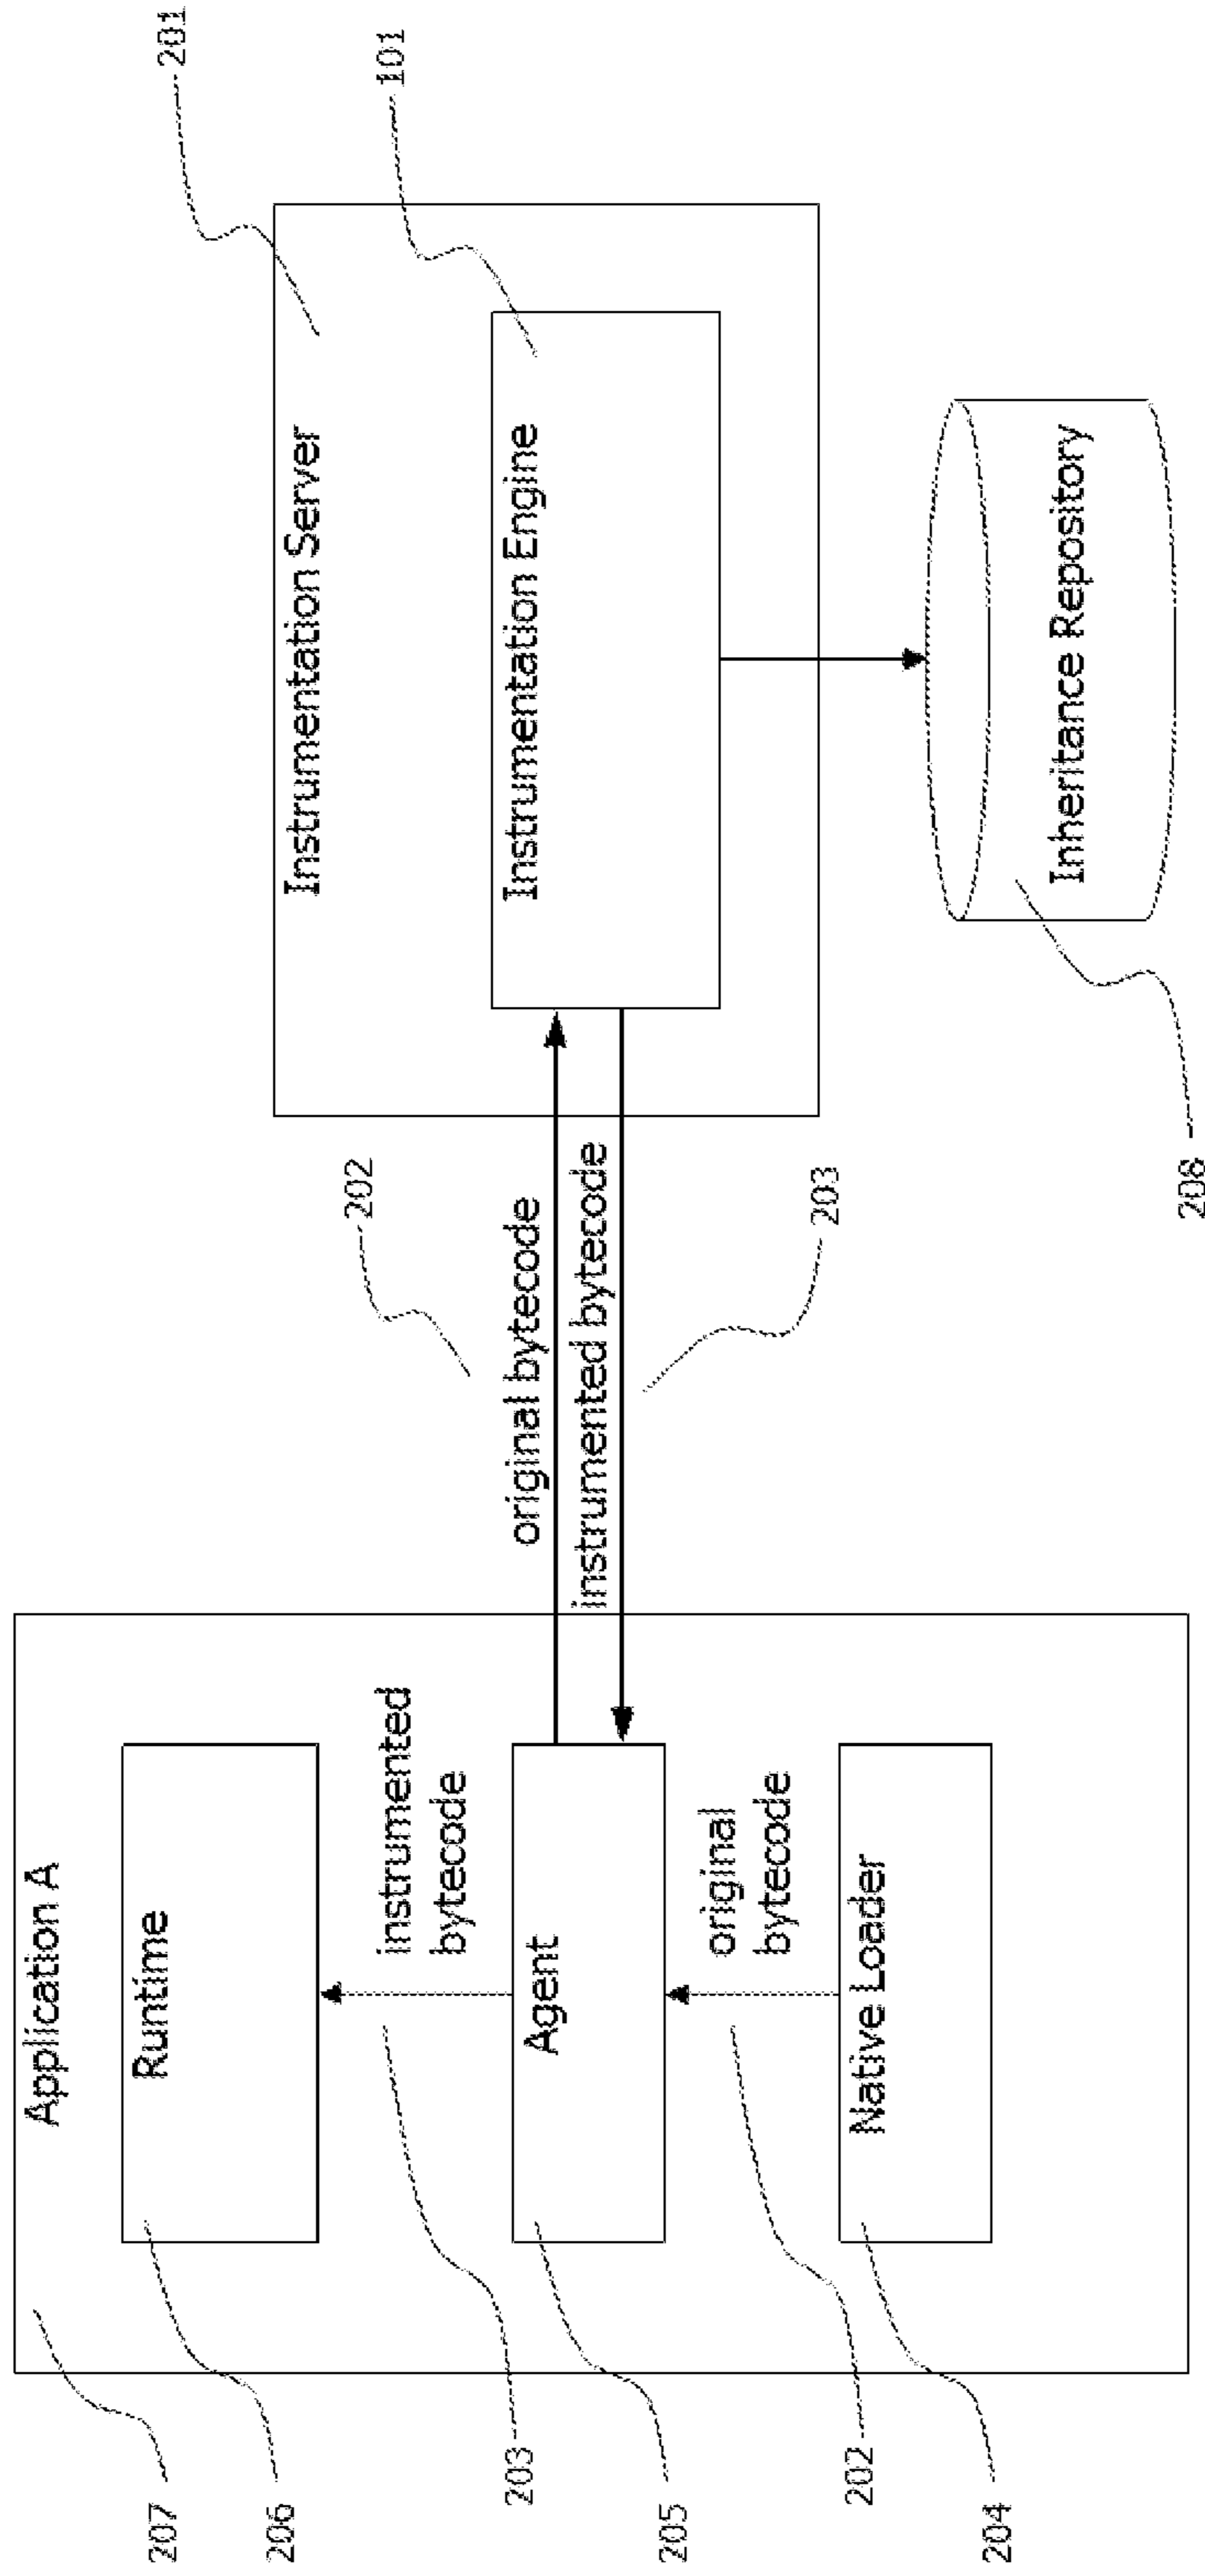 Application A
Runtime
instrumented
bytecode
Agent
original
bytecode
Native Loader
207
206
203
205
202
204
original bytecode
instrumented bytecode
202
203
Instrumentation Server
Instrumentation Engine
Inheritance Repository
201
101
208